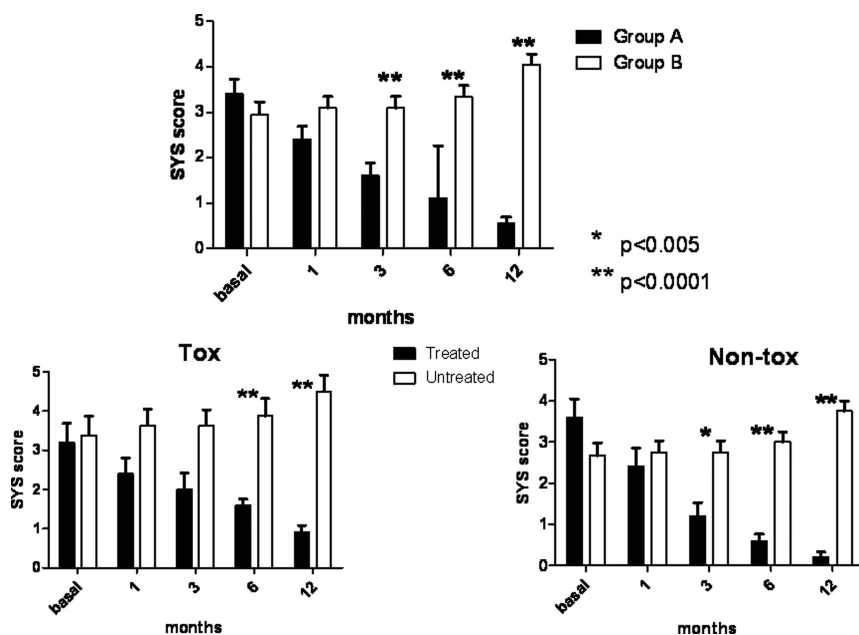 5
4
3
2
1
0
SYS score
** ** **
basal 1 3 6 12
months
Group A
Group B
* p<0.005
** p<0.0001
Tox
Treated
Untreated
5
4
3
2
1
0
SYS score
** **
basal 1 3 6 12
months
Non-tox
5
4
3
2
1
0
SYS score
* ** **
basal 1 3 6 12
months